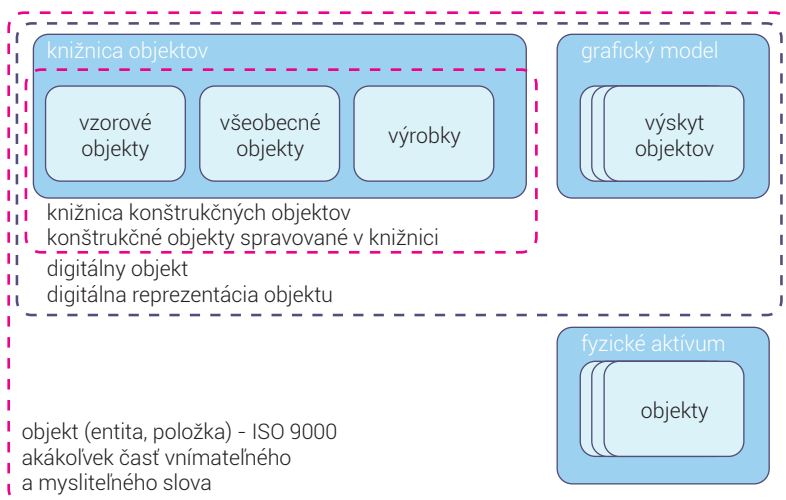 knižnica objektov
grafický model
vzorové
objekty
všeobecné
objekty
výrobky
výskyt
objektov
knižnica konštrukčných objektov
konštrukčné objekty spravované v knižnici
digitálny objekt
digitálna reprezentácia objektu
fyzické aktívum
objekty
objekt (entita, položka) - ISO 9000
akákoľvek časť vnímateľného
a mysliteľného slova